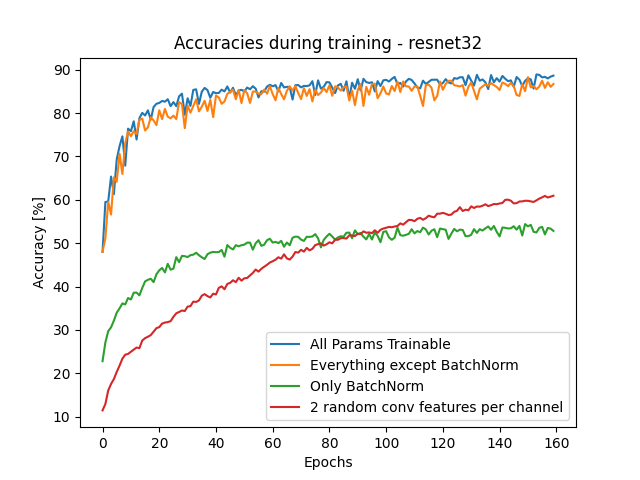 Accuracies during training - resnet32
Accuracy [%]
90
80
70
60
50
40
30
20
10
All Params Trainable
Everything except BatchNorm
Only BatchNorm
2 random conv features per channel
0 20 40 60 80 100 120 140 160
Epochs